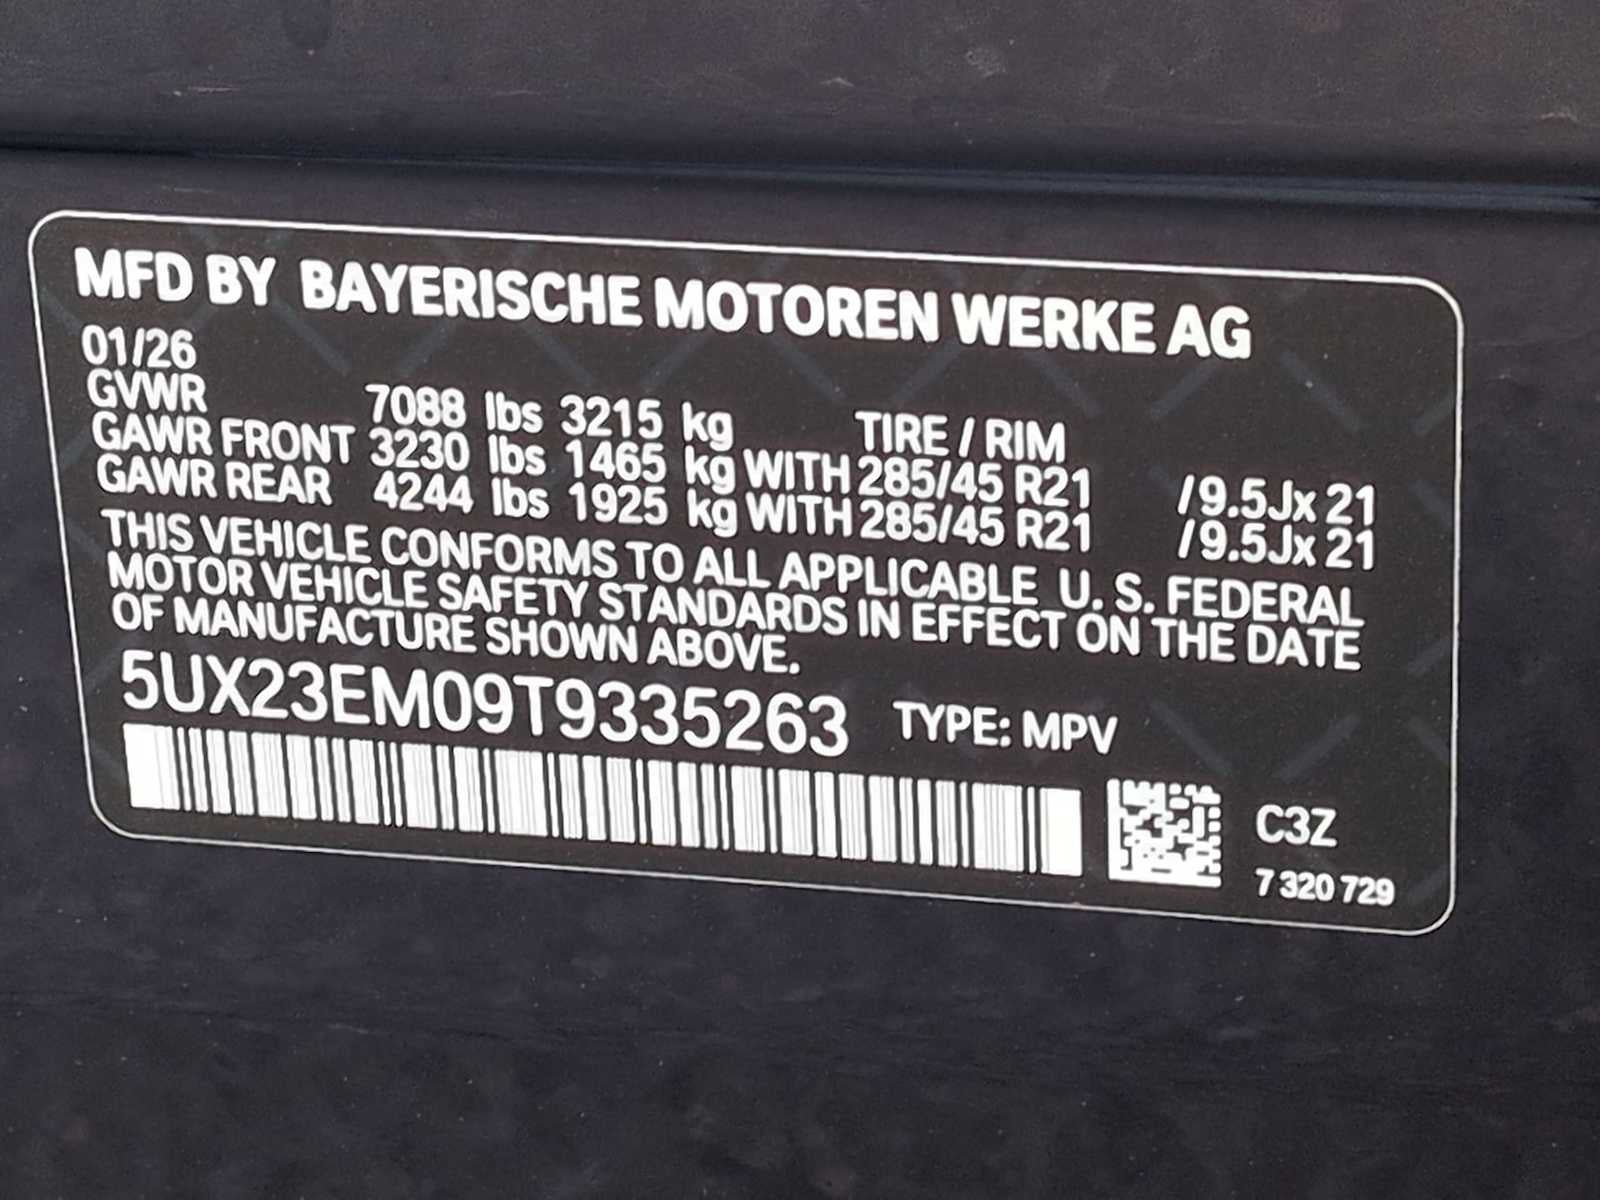 MFD BY BAYERISCHE MOTOREN WERKE AG
01/26
GVWR 7088 lbs 3215 kg TIRE / RIM
GAWR FRONT 3230 lbs 1465 kg WITH 285/45 R21 /9.5Jx 21
GAWR REAR 4244 lbs 1925 kg WITH 285/45 R21 /9.5Jx 21
THIS VEHICLE CONFORMS TO ALL APPLICABLE U. S. FEDERAL
MOTOR VEHICLE SAFETY STANDARDS IN EFFECT ON THE DATE
OF MANUFACTURE SHOWN ABOVE.
5UX23EM09T9335263 TYPE: MPV
C3Z
7 320 729